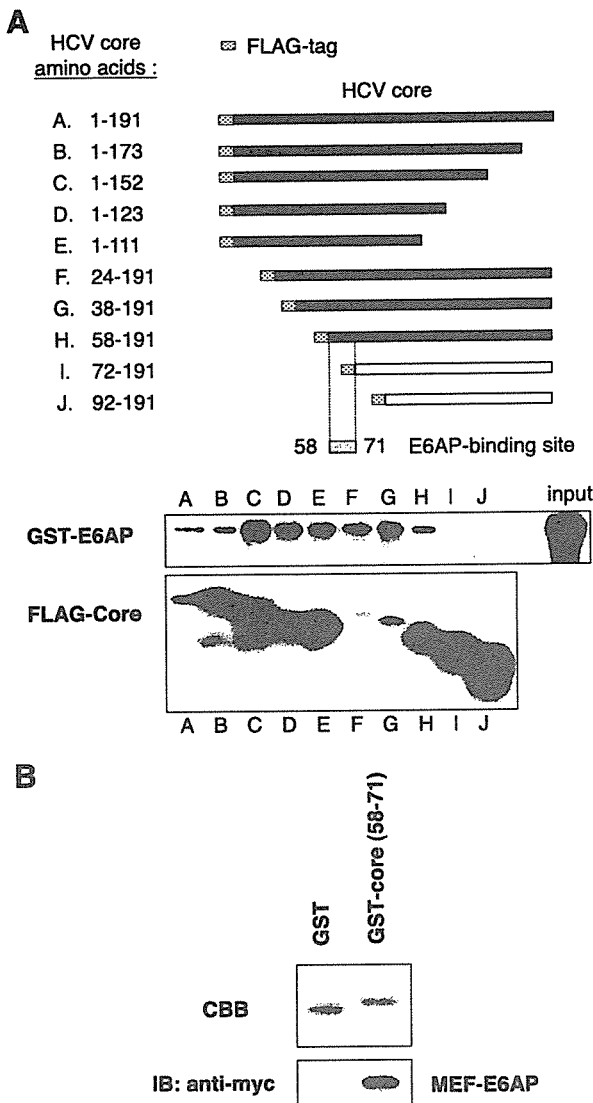 A
HCV core
amino acids :
FLAG-tag
HCV core
A. 1-191
B. 1-173
C. 1-152
D. 1-123
E. 1-111
F. 24-191
G. 38-191
H. 58-191
I. 72-191
J. 92-191
58 71 E6AP-binding site
A B C D E F G H I J input
GST-E6AP
FLAG-Core
A B C D E F G H I J
B
GST
GST-core (58-71)
CBB
IB: anti-myc MEF-E6AP